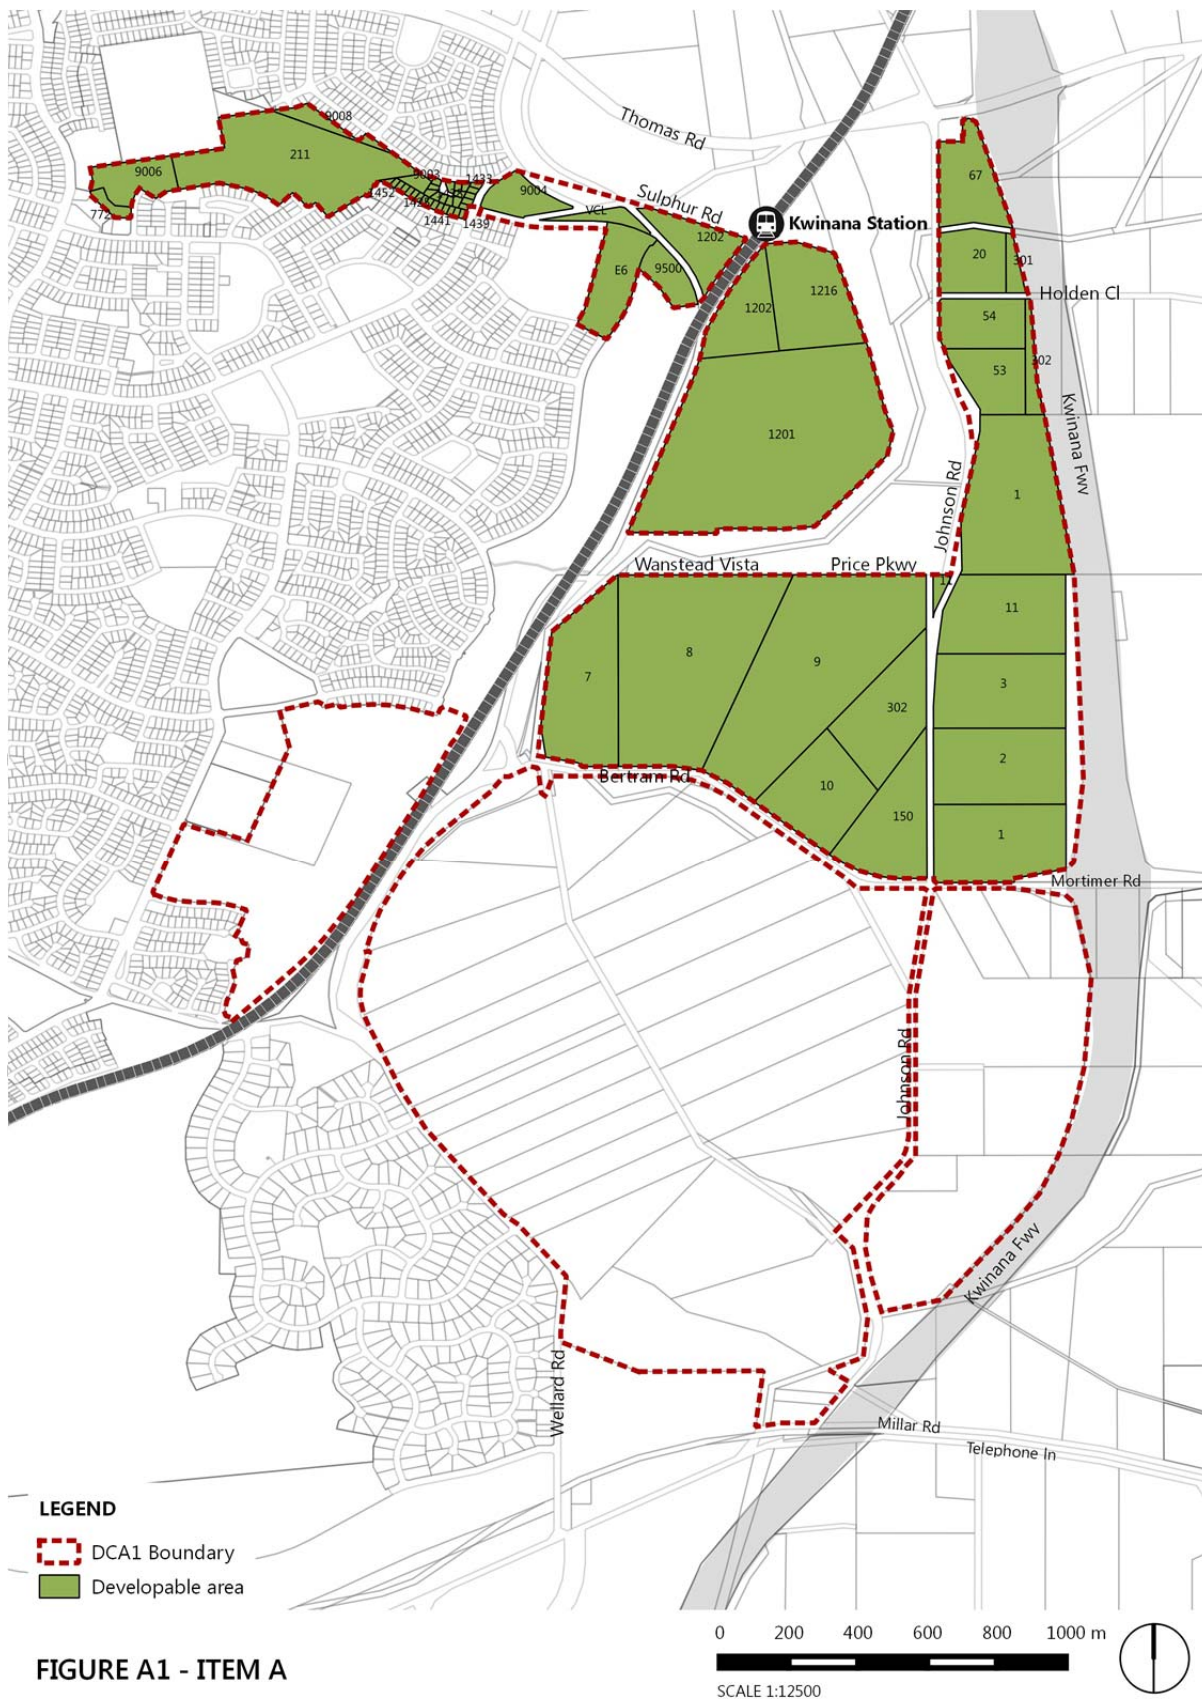 Thomas Rd
9008
211
9006
9003
1433
67
9004
1452
772
Sulphur Rd
VCL
1441
1439
Kwinana Station
1202
20
301
E6
9500
1216
Holden Cl
1202
54
53
302
Kwinana Fwy
1201
Johnson Rd
1
Wanstead Vista
Price Pkwy
11
11
8
9
7
3
302
2
Bertram Rd
10
150
1
Mortimer Rd
Johnson Rd
Kwinana Fwy
Wellard Rd
Millar Rd
Telephone ln
LEGEND
DCA1 Boundary
Developable area
0 200 400 600 800 1000 m
SCALE 1:12500
FIGURE A1 - ITEM A